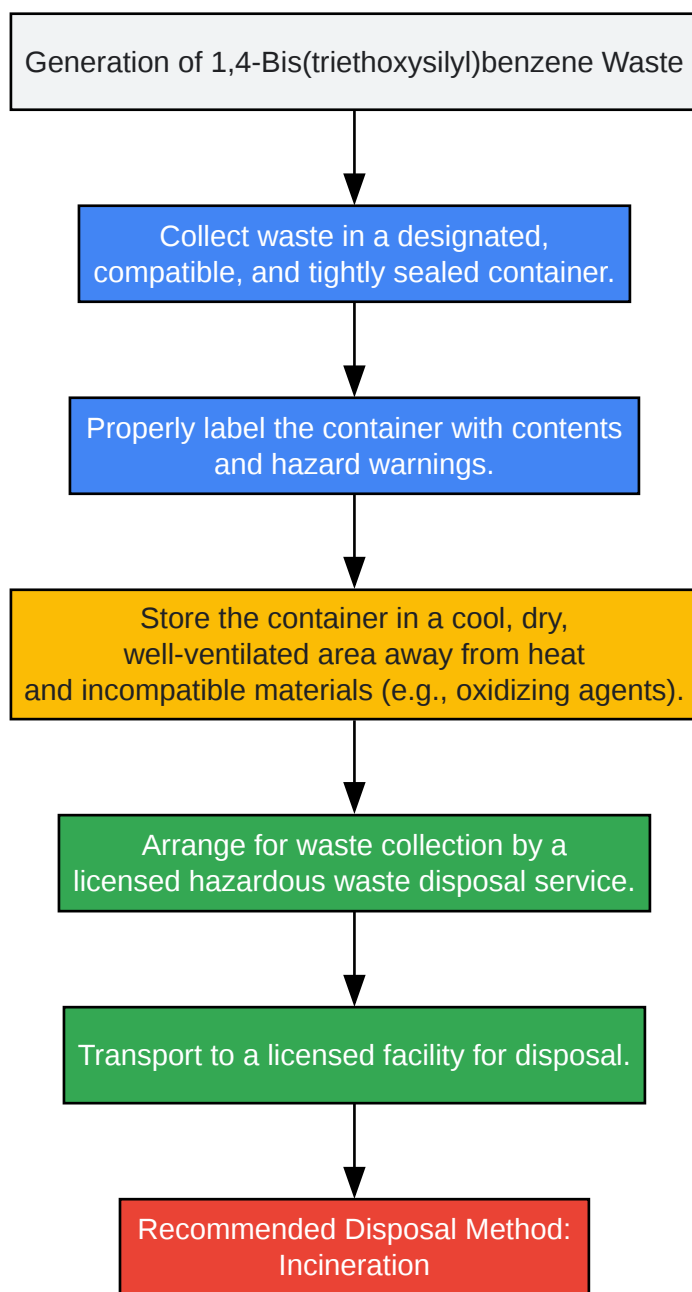 Generation of 1,4-Bis(triethoxysilyl)benzene Waste
Collect waste in a designated,
compatible, and tightly sealed container.
Properly label the container with contents
and hazard warnings.
Store the container in a cool, dry,
well-ventilated area away from heat
and incompatible materials (e.g., oxidizing agents).
Arrange for waste collection by a
licensed hazardous waste disposal service.
Transport to a licensed facility for disposal.
Recommended Disposal Method:
Incineration